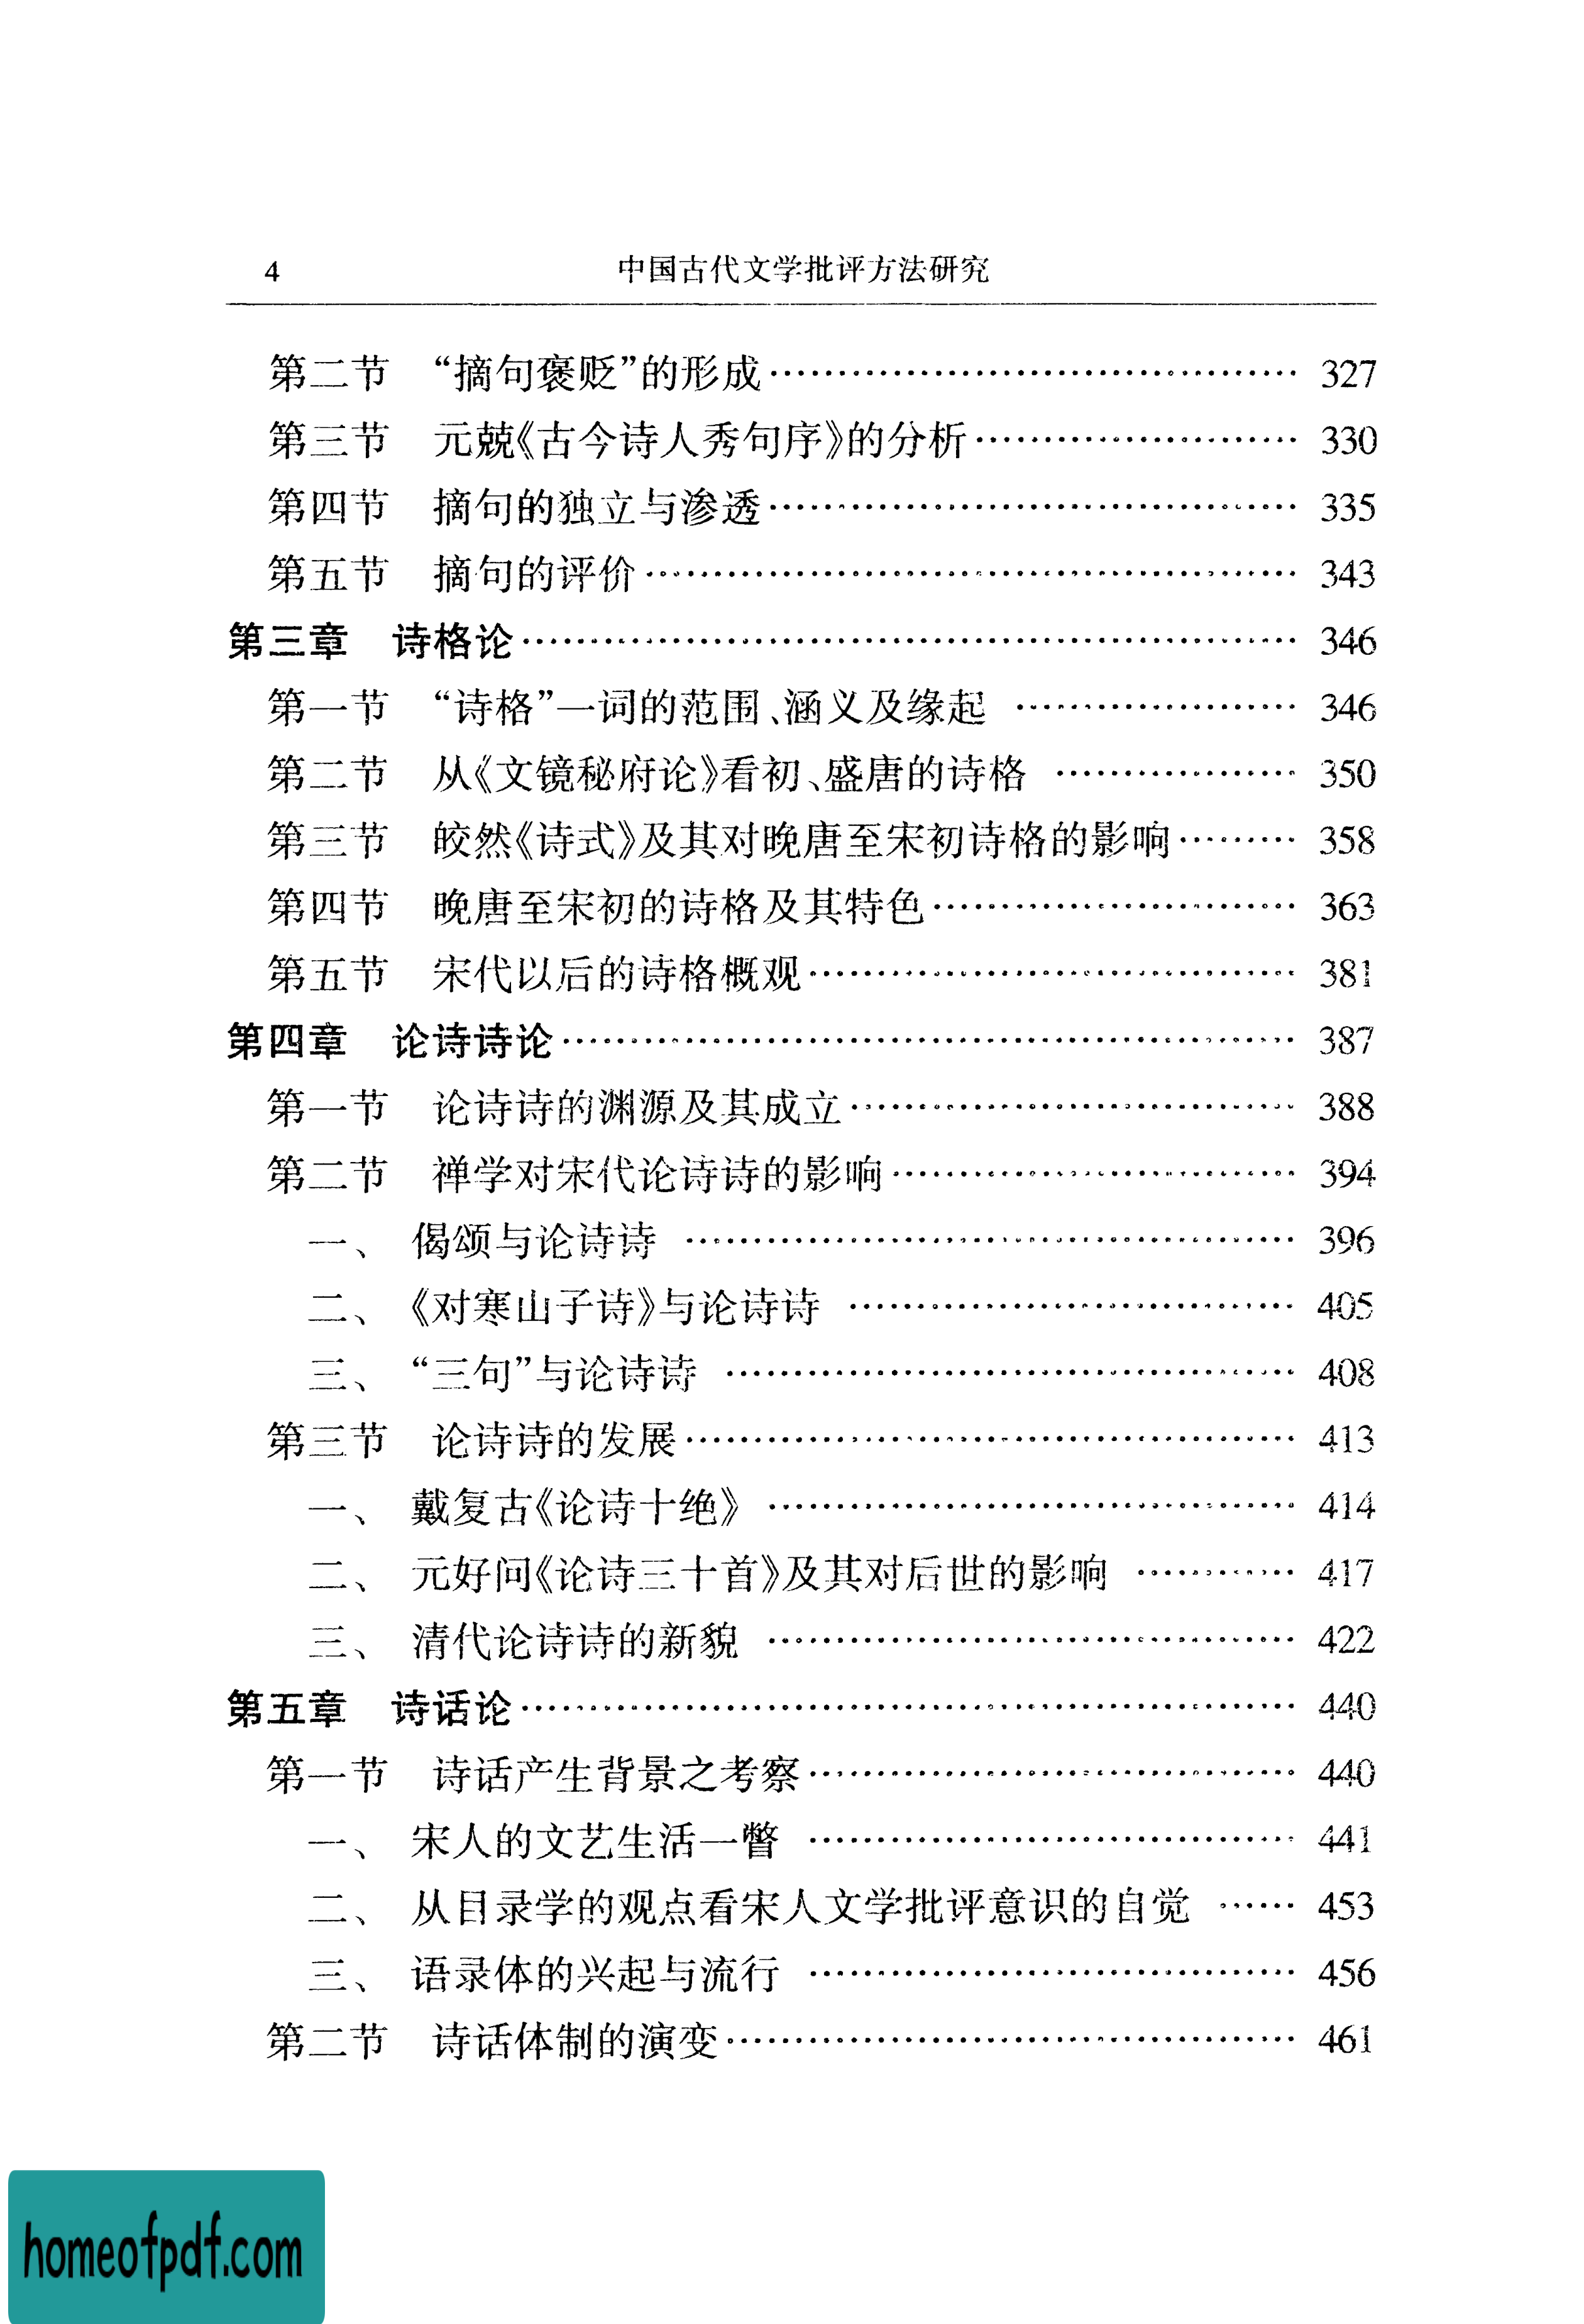 4 中国古代文学批评方法研究
第二节 “摘句褒贬”的形成…………………………………… 327
第三节 元兢《古今诗人秀句序》的分析…………………… 330
第四节 摘句的独立与渗透…………………………………… 335
第五节 摘句的评价…………………………………………… 343
第三章 诗格论………………………………………………… 346
第一节 “诗格”一词的范围、涵义及缘起 ………………… 346
第二节 从《文镜秘府论》看初、盛唐的诗格 ……………… 350
第三节 皎然《诗式》及其对晚唐至宋初诗格的影响……… 358
第四节 晚唐至宋初的诗格及其特色……………………… 363
第五节 宋代以后的诗格概观……………………………… 381
第四章 论诗诗论……………………………………………… 387
第一节 论诗诗的渊源及其成立…………………………… 388
第二节 禅学对宋代论诗诗的影响………………………… 394
一、 偈颂与论诗诗 ………………………………………… 396
二、 《对寒山子诗》与论诗诗 …………………………… 405
三、 “三句”与论诗诗 …………………………………… 408
第三节 论诗诗的发展……………………………………… 413
一、 戴复古《论诗十绝》 ………………………………… 414
二、 元好问《论诗三十首》及其对后世的影响 ………… 417
三、 清代论诗诗的新貌 …………………………………… 422
第五章 诗话论………………………………………………… 440
第一节 诗话产生背景之考察……………………………… 440
一、 宋人的文艺生活一瞥 ………………………………… 441
二、 从目录学的观点看宋人文学批评意识的自觉 …… 453
三、 语录体的兴起与流行 ………………………………… 456
第二节 诗话体制的演变…………………………………… 461
homeofpdf.com